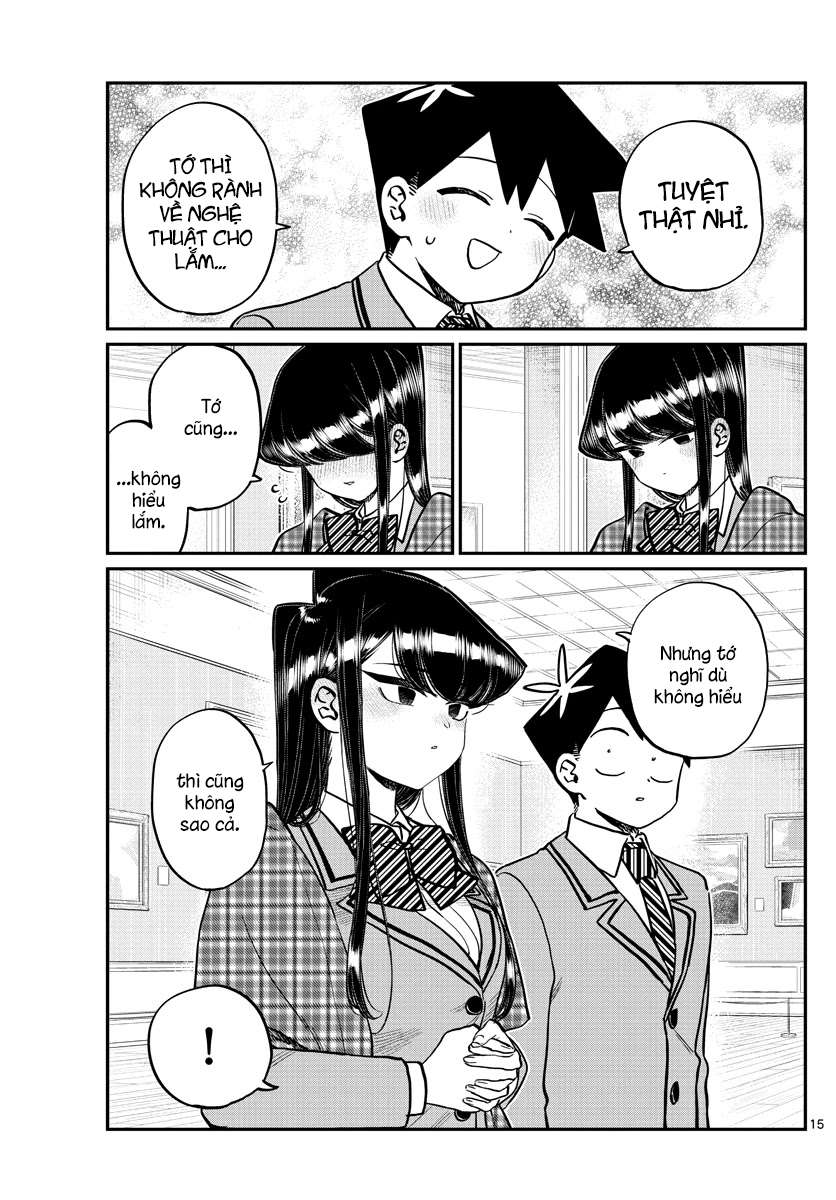 TUYỆT
THẬT NHỈ.
TỚ THÌ
KHÔNG RÀNH
VỀ NGHỆ
THUẬT CHO
LẮM...
Tớ
cũng...
...không
hiểu
lắm.
Nhưng tớ
nghĩ dù
không hiểu
thì cũng
không
sao cả.
!
15